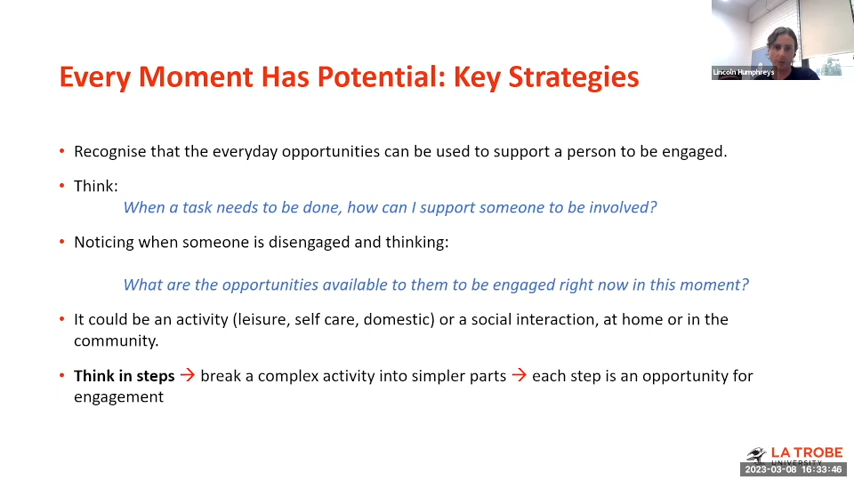 Lincoln Humphreys
Every Moment Has Potential: Key Strategies
• Recognise that the everyday opportunities can be used to support a person to be engaged.
• Think:
When a task needs to be done, how can I support someone to be involved?
• Noticing when someone is disengaged and thinking:
What are the opportunities available to them to be engaged right now in this moment?
• It could be an activity (leisure, self care, domestic) or a social interaction, at home or in the
community.
• Think in steps → break a complex activity into simpler parts → each step is an opportunity for
engagement
LA TROBE
UNIVERSITY
2023-03-08 16:33:46